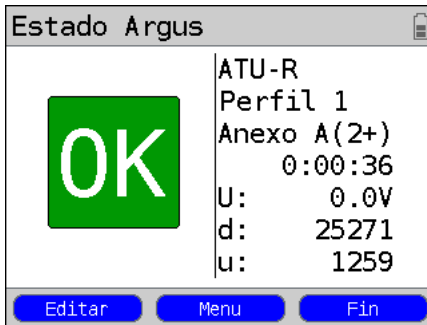 Estado Argus
OK
ATU-R
Perfil 1
Anexo A(2+)
0:00:36
U: 0.0V
d: 25271
u: 1259
Editar Menu Fin